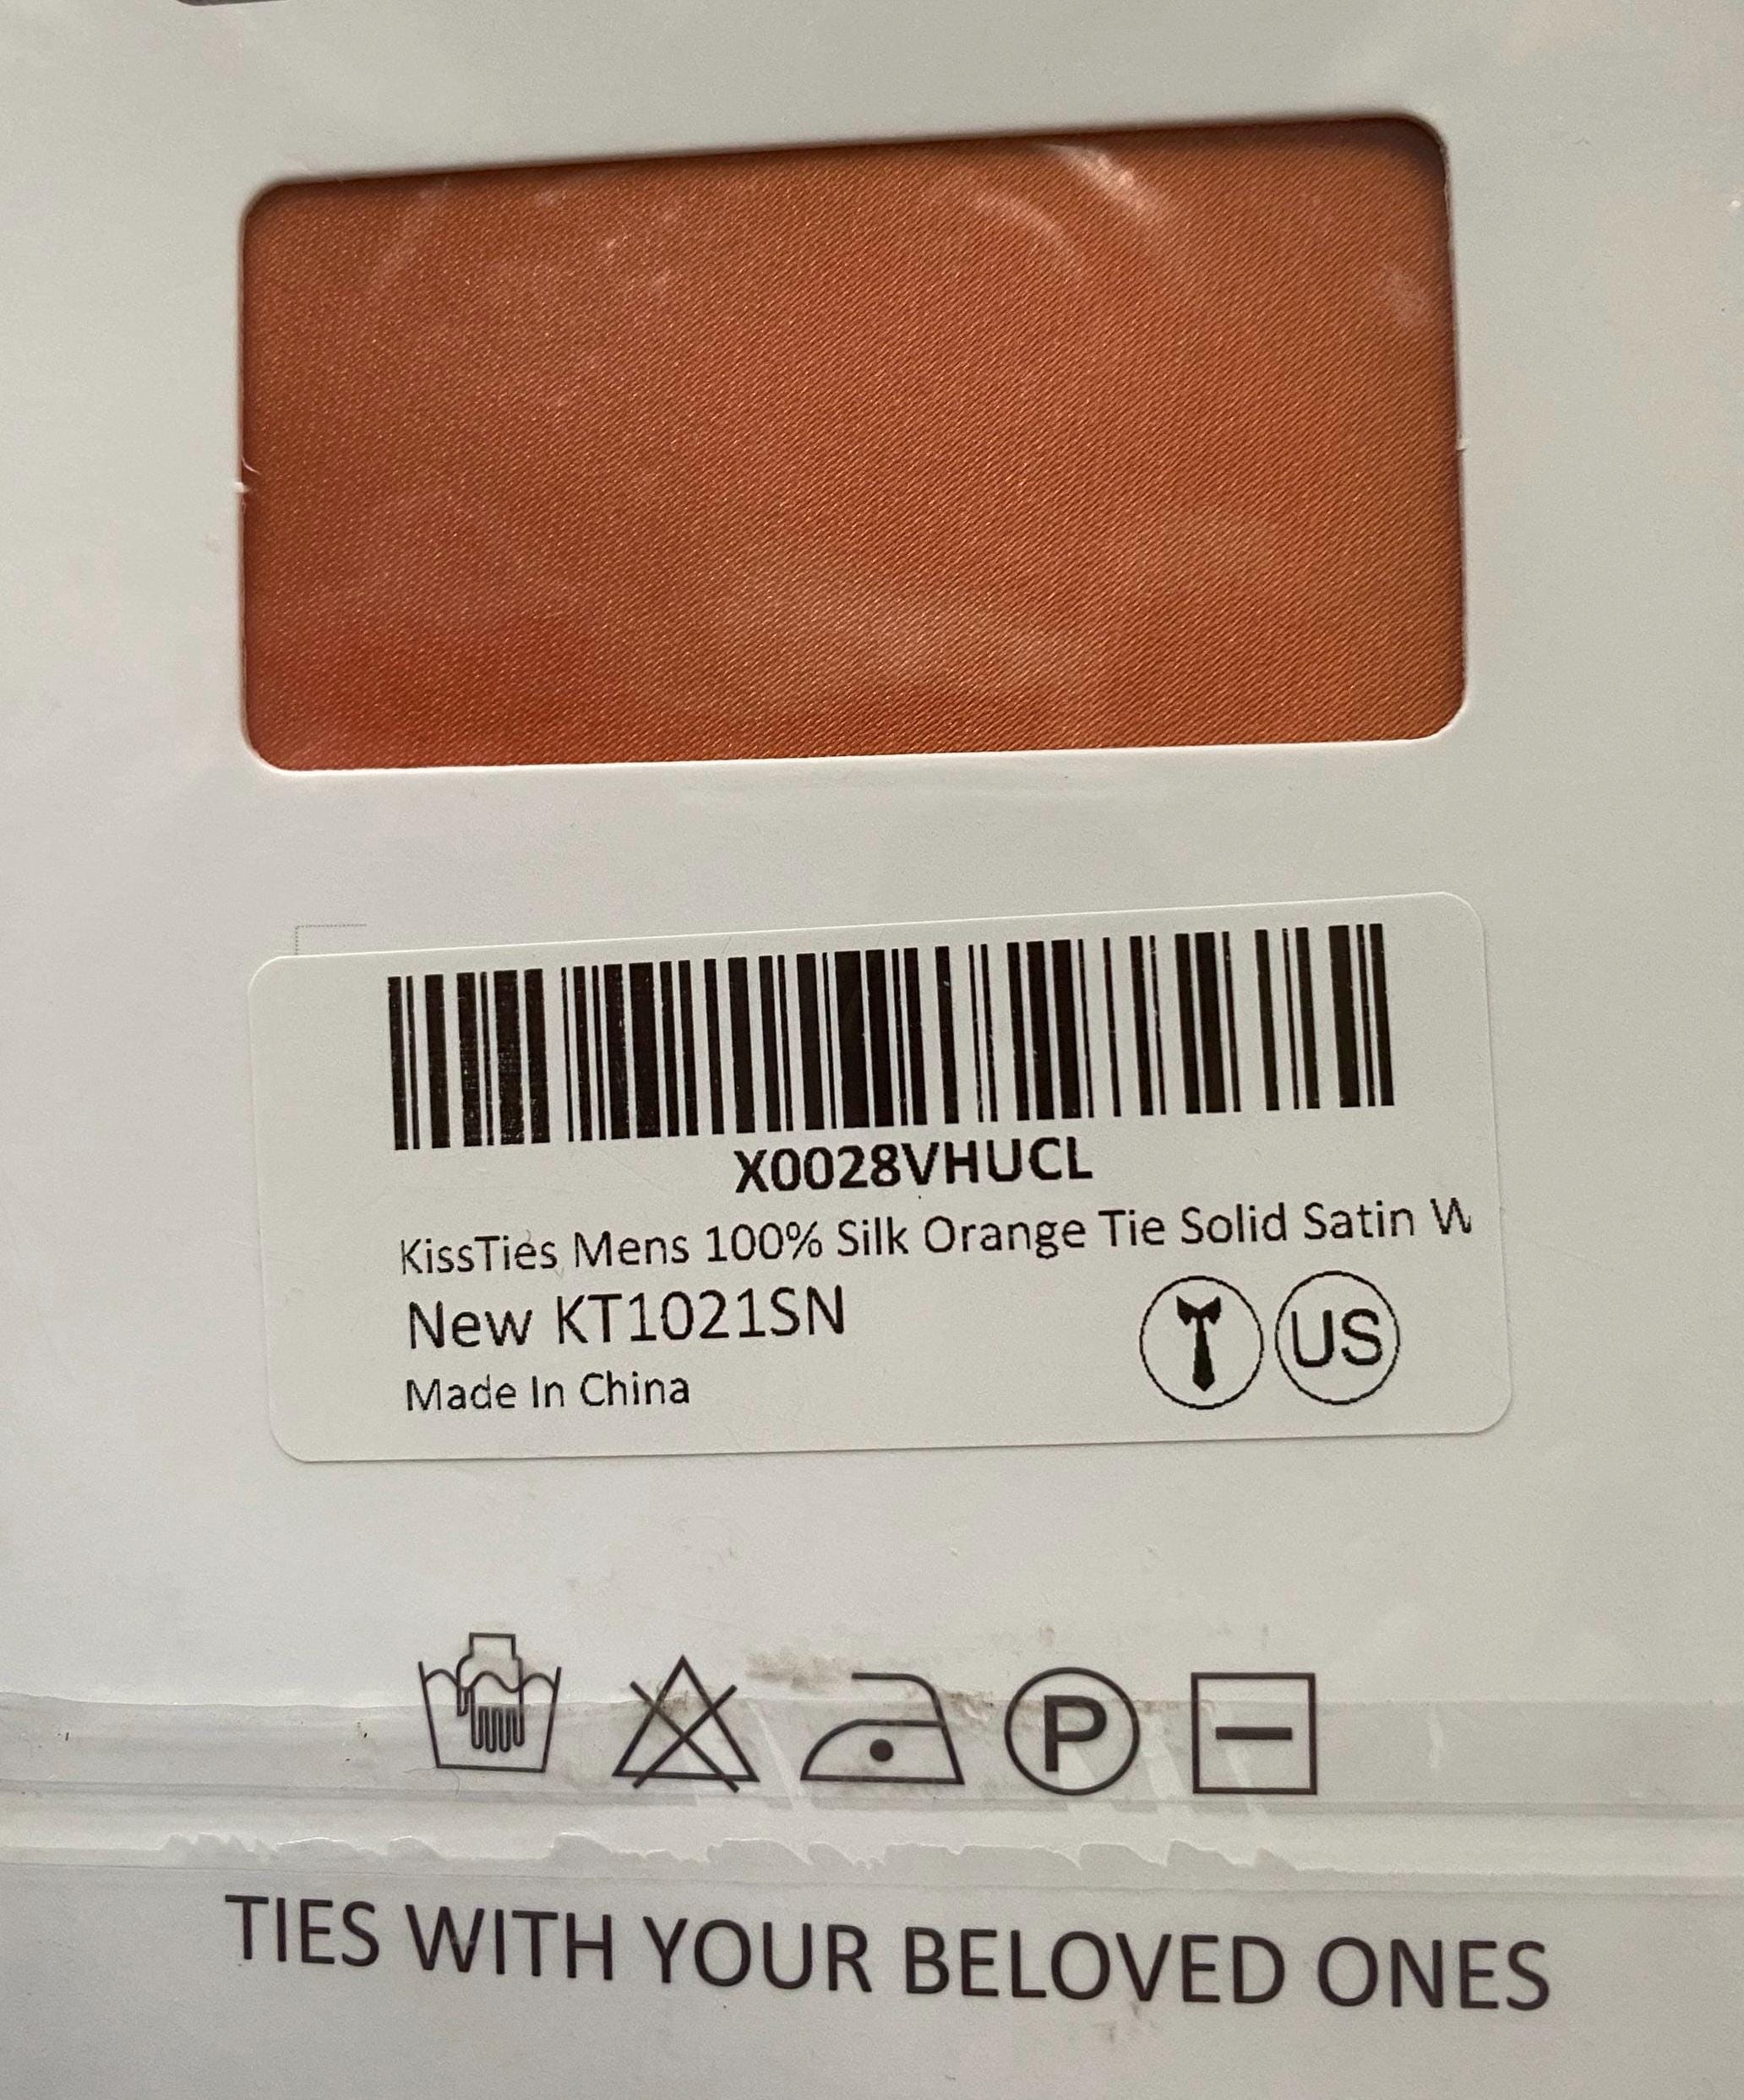 X0028VHUCL
KissTies Mens 100% Silk Orange Tie Solid Satin W
New KT1021SN
US
Made In China
P
TIES WITH YOUR BELOVED ONES